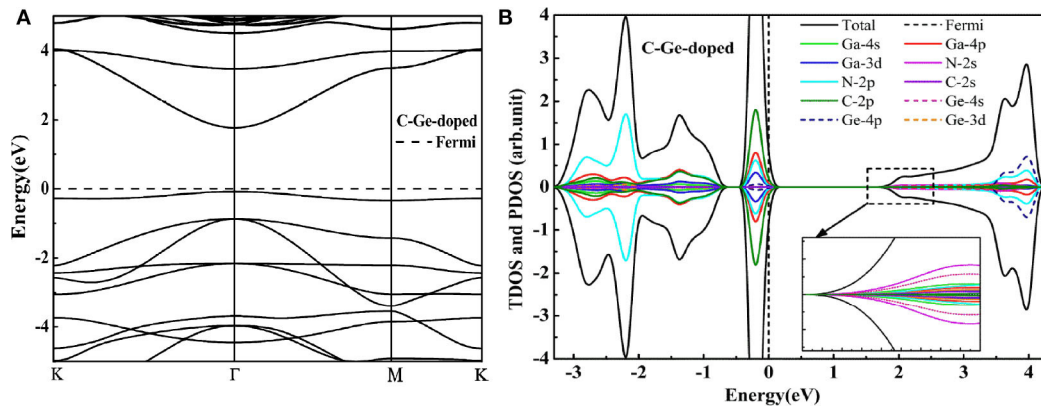 A
Energy(eV)
4
2
0
-2
-4
C-Ge-doped
Fermi
K
Γ
M
K
B
TDOS and PDOS (arb.unit)
4
3
2
1
0
-1
-2
-3
-4
C-Ge-doped
Total
Fermi
Ga-4s
Ga-4p
Ga-3d
N-2s
N-2p
C-2s
C-2p
Ge-4s
Ge-4p
Ge-3d
-3
-2
-1
0
1
2
3
4
Energy(eV)